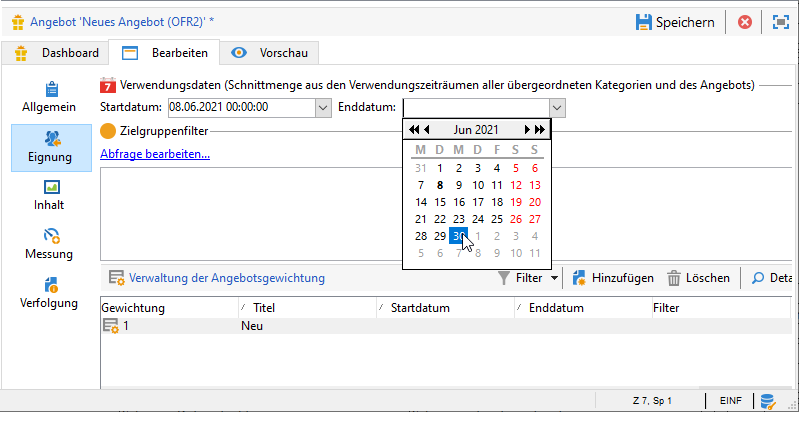 Angebot 'Neues Angebot (OFR2)' *
Speichern
Dashboard Bearbeiten Vorschau
Allgemein
Eignung
Inhalt
Messung
Verfolgung
7 Verwendungsdaten (Schnittmenge aus den Verwendungszeiträumen aller übergeordneten Kategorien und des Angebots)
Startdatum: 08.06.2021 00:00:00 Enddatum:
Zielgruppenfilter
Abfrage bearbeiten...
Jun 2021
M D M D F S S
31 1 2 3 4 5 6
7 8 9 10 11 12 13
14 15 16 17 18 19 20
21 22 23 24 25 26 27
28 29 30 1 2 3 4
5 6 7 8 9 10 11
Verwaltung der Angebotsgewichtung Filter Hinzufügen Löschen Deta
Gewichtung Titel Startdatum Enddatum Filter
1 Neu
Z 7, Sp 1 EINF